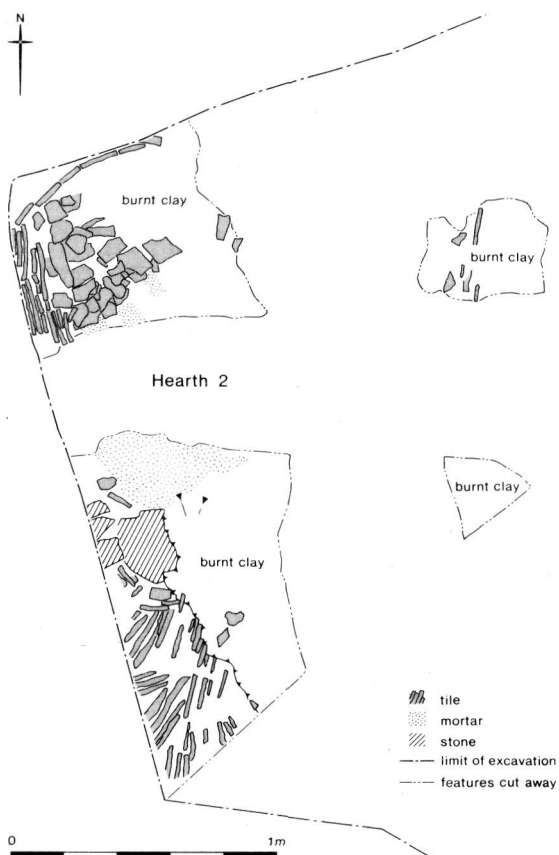 N
burnt clay
burnt clay
Hearth 2
burnt clay
burnt clay
tile
mortar
stone
limit of excavation
features cut away
0 1m